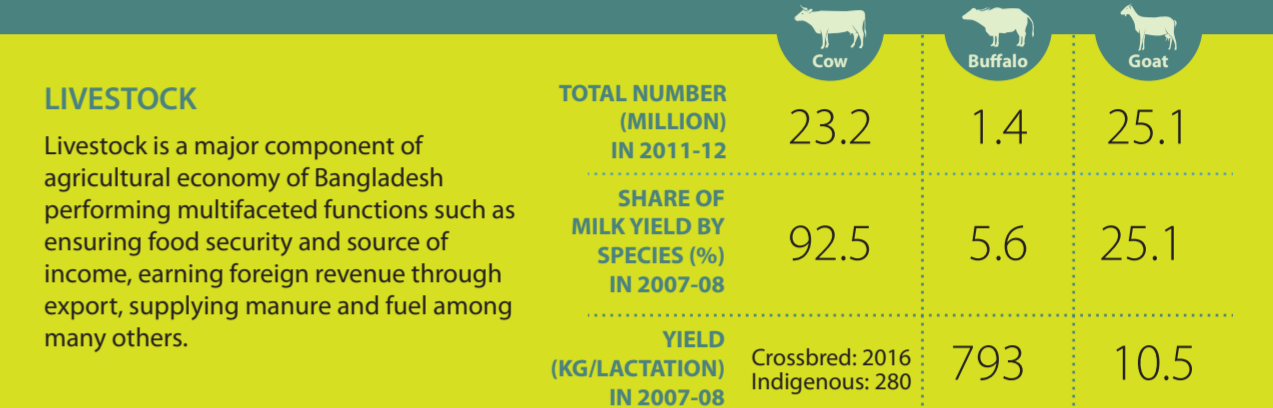 Cow
Buffalo
Goat
LIVESTOCK
Livestock is a major component of
agricultural economy of Bangladesh
performing multifaceted functions such as
ensuring food security and source of
income, earning foreign revenue through
export, supplying manure and fuel among
many others.
TOTAL NUMBER
(MILLION)
IN 2011-12
23.2
1.4
25.1
SHARE OF
MILK YIELD BY
SPECIES (%)
IN 2007-08
92.5
5.6
25.1
YIELD
(KG/LACTATION)
IN 2007-08
Crossbred: 2016
Indigenous: 280
793
10.5